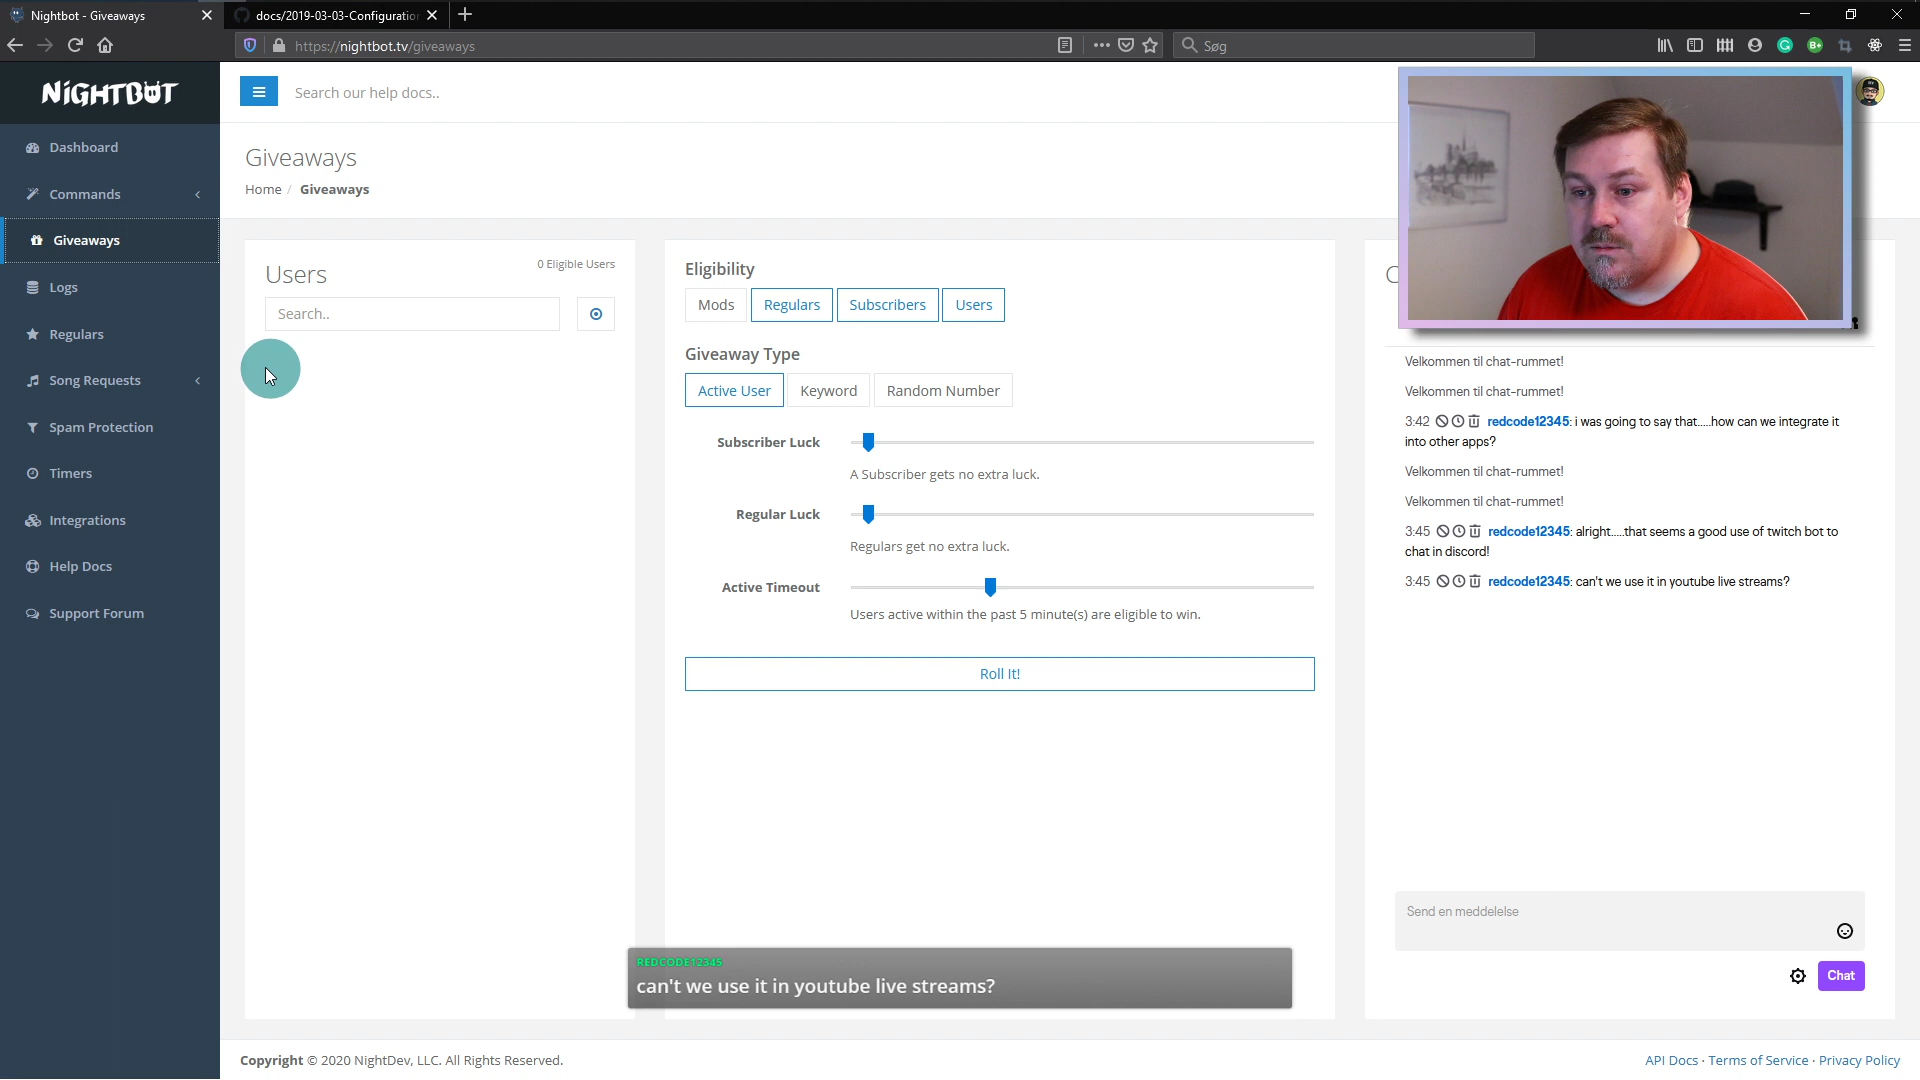 Nightbot - Giveaways
docs/2019-03-03-Configuratio
https://nightbot.tv/giveaways
Søg
NIGHTBOT
Search our help docs..
Dashboard
Commands
Giveaways
Logs
Regulars
Song Requests
Spam Protection
Timers
Integrations
Help Docs
Support Forum
Giveaways
Home / Giveaways
Users
0 Eligible Users
Search..
Eligibility
Mods Regulars Subscribers Users
Giveaway Type
Active User Keyword Random Number
Subscriber Luck
A Subscriber gets no extra luck.
Regular Luck
Regulars get no extra luck.
Active Timeout
Users active within the past 5 minute(s) are eligible to win.
Roll It!
Velkommen til chat-rummet!
Velkommen til chat-rummet!
3:42 redcode12345: i was going to say that.....how can we integrate it
into other apps?
Velkommen til chat-rummet!
Velkommen til chat-rummet!
3:45 redcode12345: alright.....that seems a good use of twitch bot to
chat in discord!
3:45 redcode12345: can't we use it in youtube live streams?
Send en meddelelse
Chat
REDCODE12345
can't we use it in youtube live streams?
Copyright © 2020 NightDev, LLC. All Rights Reserved.
API Docs · Terms of Service · Privacy Policy